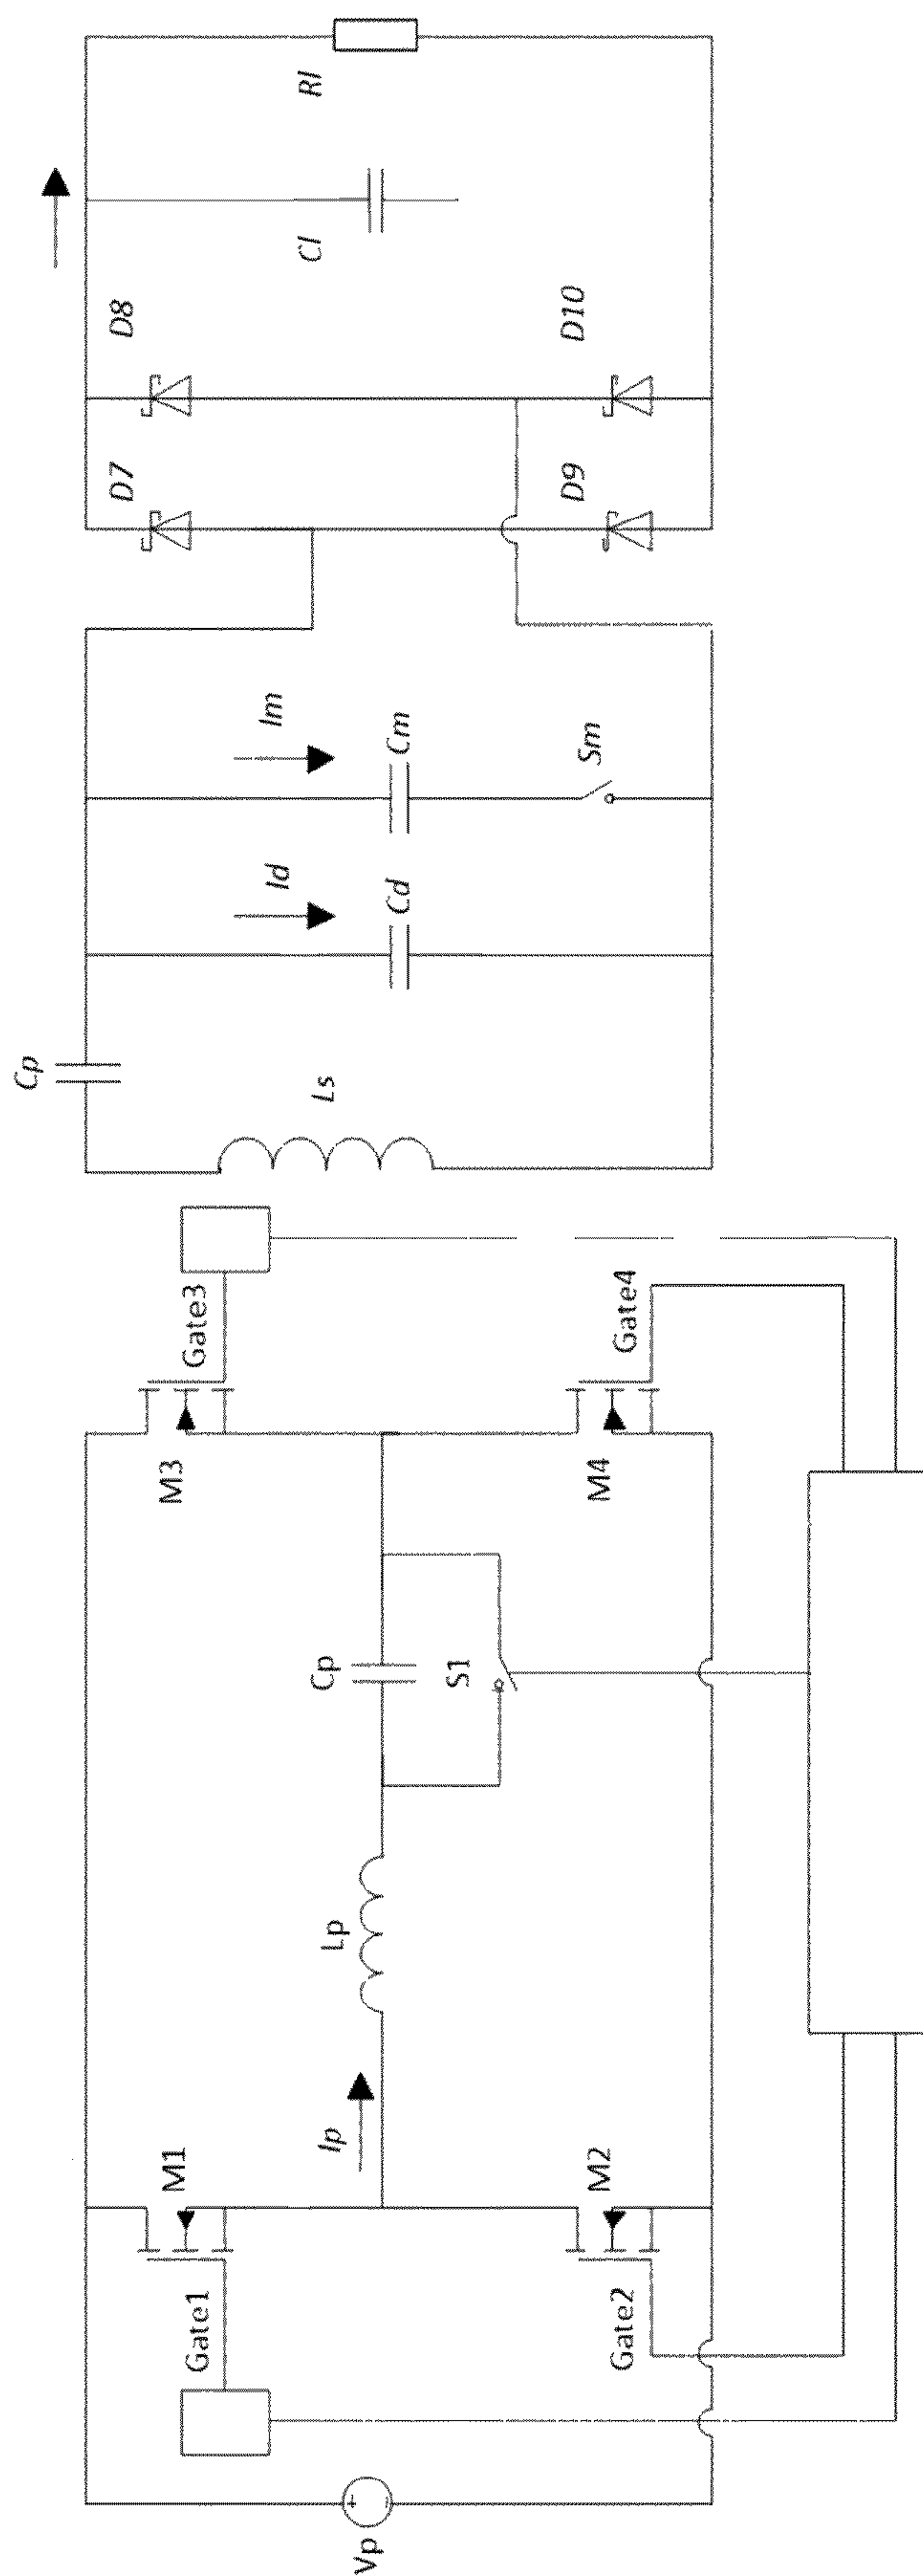 Vp
Gate1
M1
Gate2
M2
Ip
Lp
Cp
S1
M3
Gate3
M4
Gate4
Cp
Ls
Id
Cd
Im
Cm
Sm
D7
D8
D9
D10
Cl
Rl